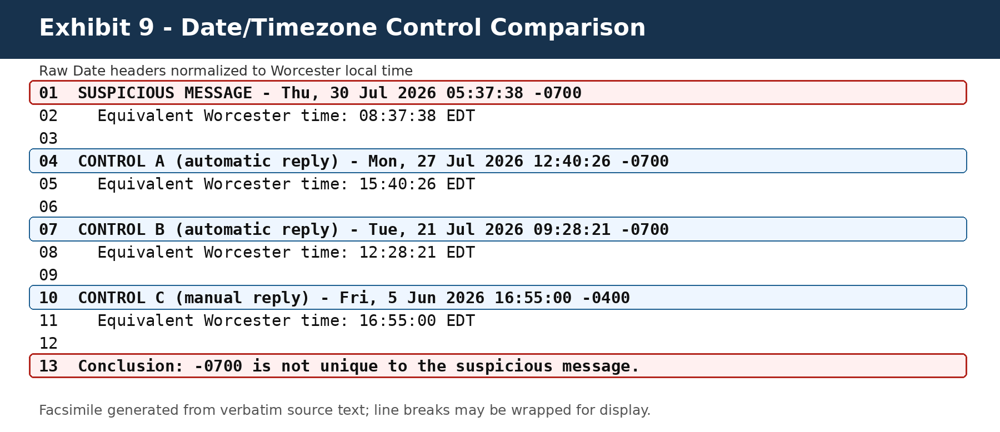 Exhibit 9 - Date/Timezone Control Comparison
Raw Date headers normalized to Worcester local time
01  SUSPICIOUS MESSAGE - Thu, 30 Jul 2026 05:37:38 -0700
02    Equivalent Worcester time: 08:37:38 EDT
03
04  CONTROL A (automatic reply) - Mon, 27 Jul 2026 12:40:26 -0700
05    Equivalent Worcester time: 15:40:26 EDT
06
07  CONTROL B (automatic reply) - Tue, 21 Jul 2026 09:28:21 -0700
08    Equivalent Worcester time: 12:28:21 EDT
09
10  CONTROL C (manual reply) - Fri, 5 Jun 2026 16:55:00 -0400
11    Equivalent Worcester time: 16:55:00 EDT
12
13  Conclusion: -0700 is not unique to the suspicious message.
Facsimile generated from verbatim source text; line breaks may be wrapped for display.